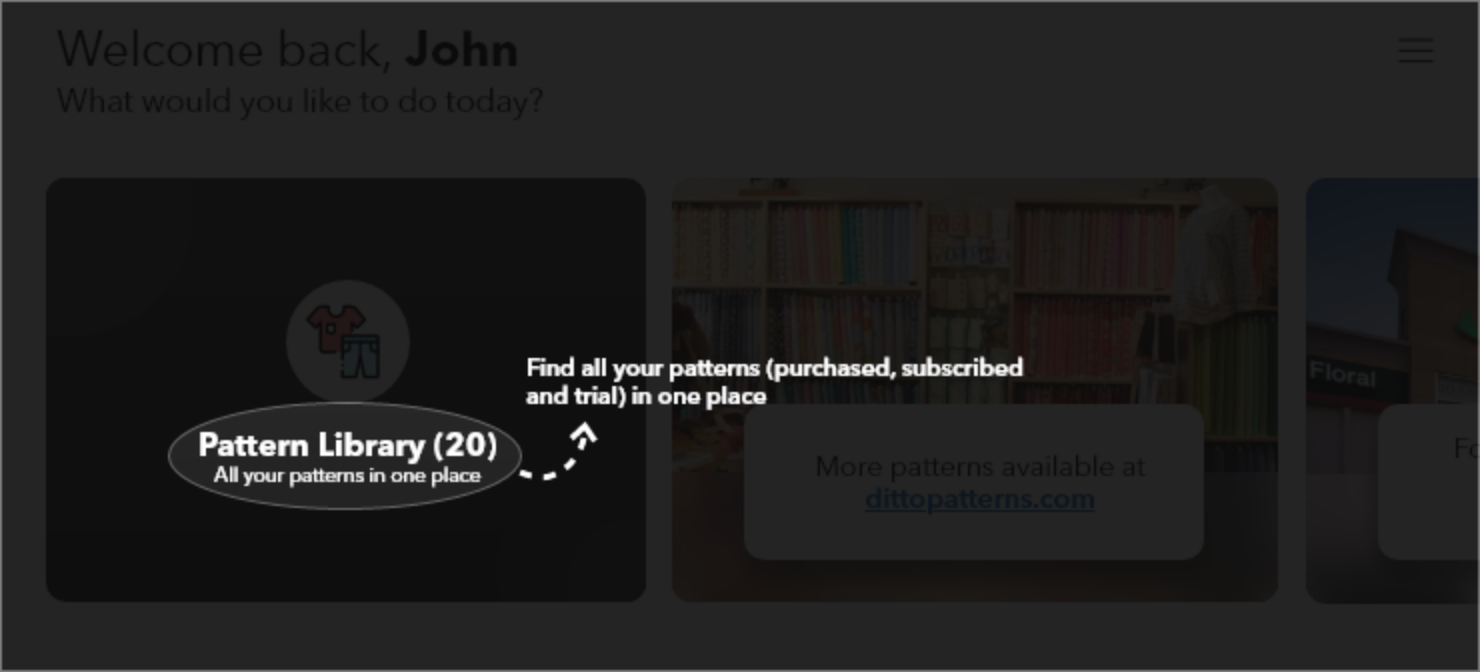 Welcome back, John
What would you like to do today?
Find all your patterns (purchased, subscribed
and trial) in one place
Pattern Library (20)
All your patterns in one place
More patterns available at
dittopatterns.com
Floral
Fo